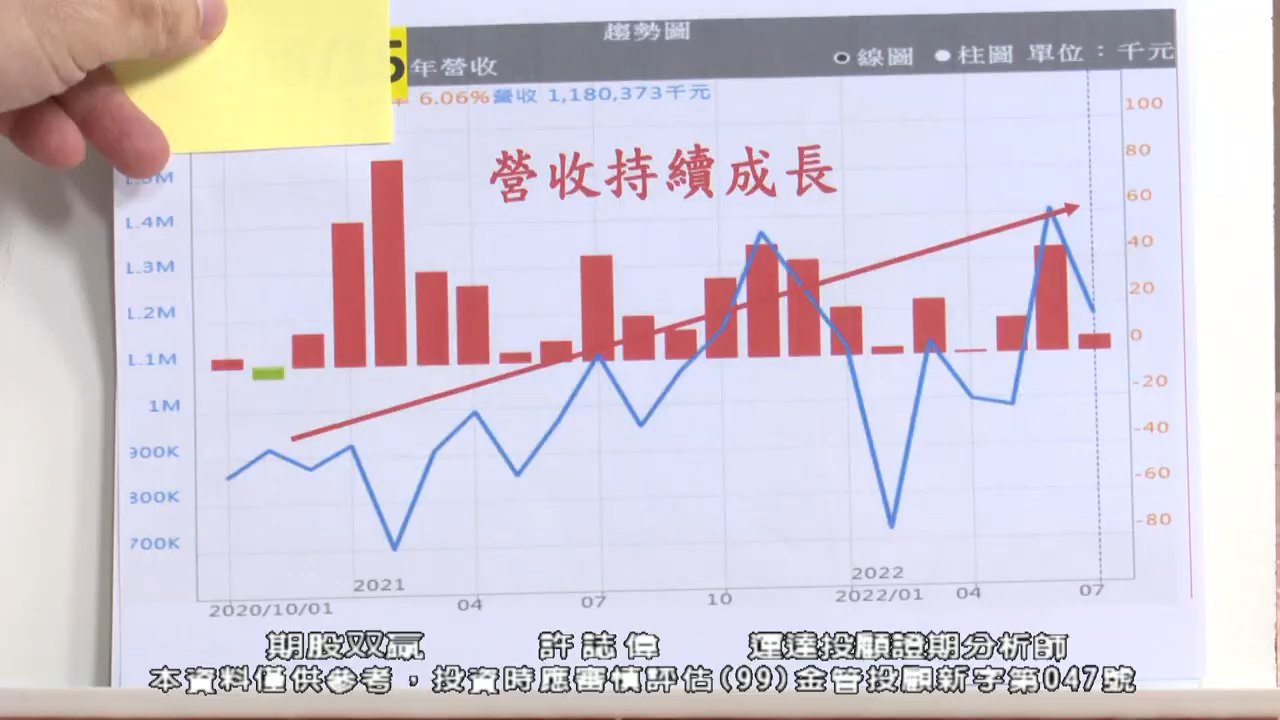 趨勢圖
5年營收
線圖 柱圖 單位：千元
6.06%營收 1,180,373千元
營收持續成長
100
80
60
40
20
0
-20
-40
-60
-80
1.4M
1.3M
1.2M
1.1M
1M
900K
800K
700K
2021
2022
2020/10/01 04 07 10 2022/01 04 07
期股双贏 許誌偉 運達投顧證期分析師
本資料僅供參考，投資時應審慎評估(99)金管投顧新字第047號